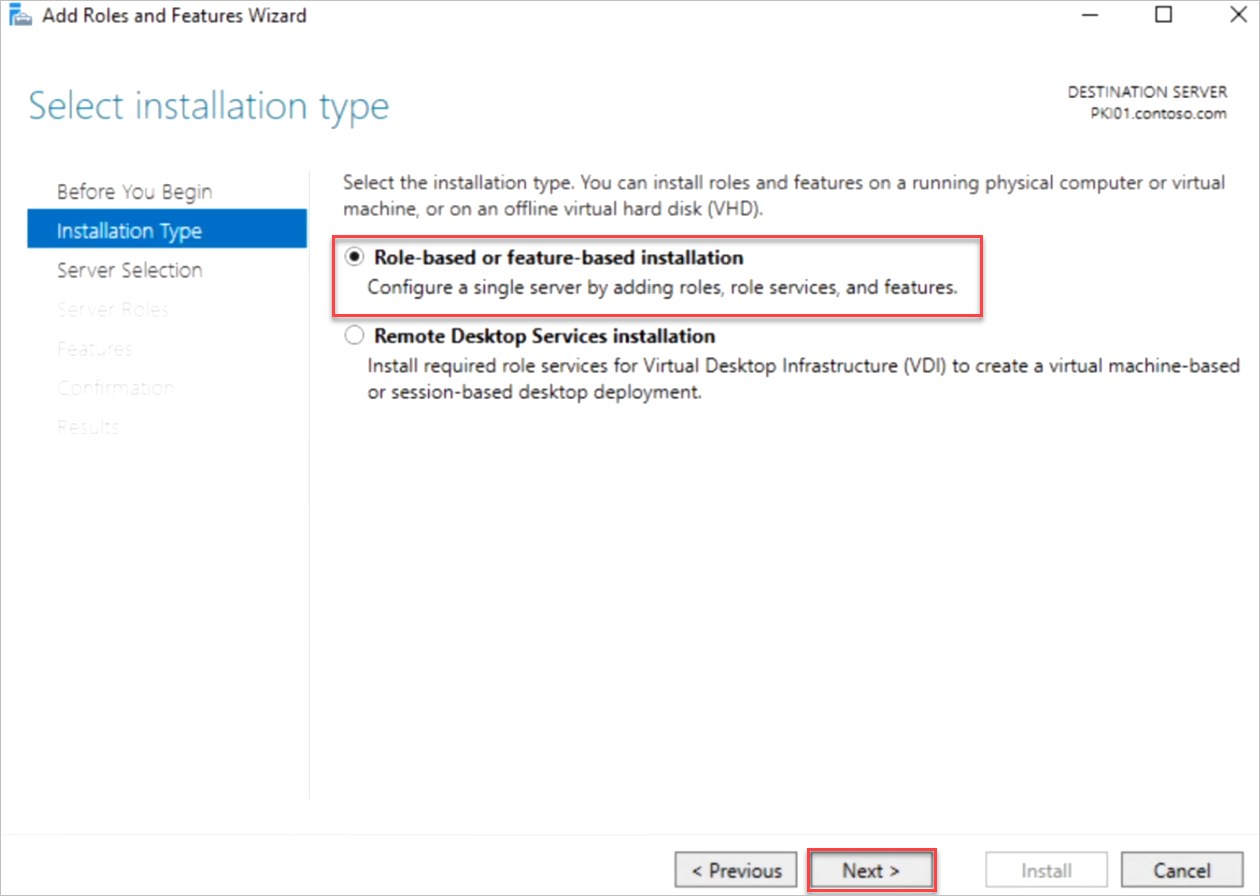 Add Roles and Features Wizard
Select installation type
DESTINATION SERVER
PKI01.contoso.com
Before You Begin
Installation Type
Server Selection
Server Roles
Features
Confirmation
Results
Select the installation type. You can install roles and features on a running physical computer or virtual
machine, or on an offline virtual hard disk (VHD).
Role-based or feature-based installation
Configure a single server by adding roles, role services, and features.
Remote Desktop Services installation
Install required role services for Virtual Desktop Infrastructure (VDI) to create a virtual machine-based
or session-based desktop deployment.
< Previous
Next >
Install
Cancel